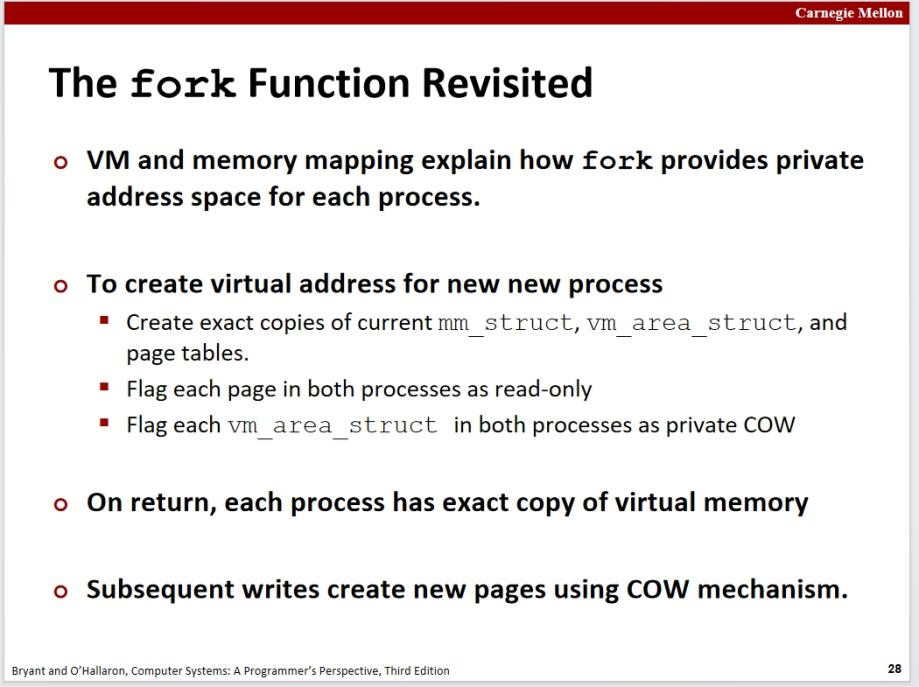 Carnegie Mellon
The fork Function Revisited
VM and memory mapping explain how fork provides private
address space for each process.
To create virtual address for new new process
Create exact copies of current mm_struct, vm_area_struct, and
page tables.
Flag each page in both processes as read-only
Flag each vm_area_struct in both processes as private COW
On return, each process has exact copy of virtual memory
Subsequent writes create new pages using COW mechanism.
Bryant and O'Hallaron, Computer Systems: A Programmer's Perspective, Third Edition
28